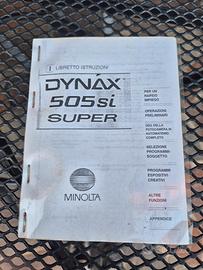 I LIBRETTO ISTRUZIONI
DYNAX
505si
SUPER
MINOLTA
PER UN
RAPIDO
IMPIEGO
OPERAZIONI
PRELIMINARI
USO DELLA
FOTOCAMERA IN
AUTOMATISMO
COMPLETO
SELEZIONE
PROGRAMMI-
SOGGETTO
PROGRAMMI
ESPOSITIVI
CREATIVI
ALTRE
FUNZIONI
APPENDICE